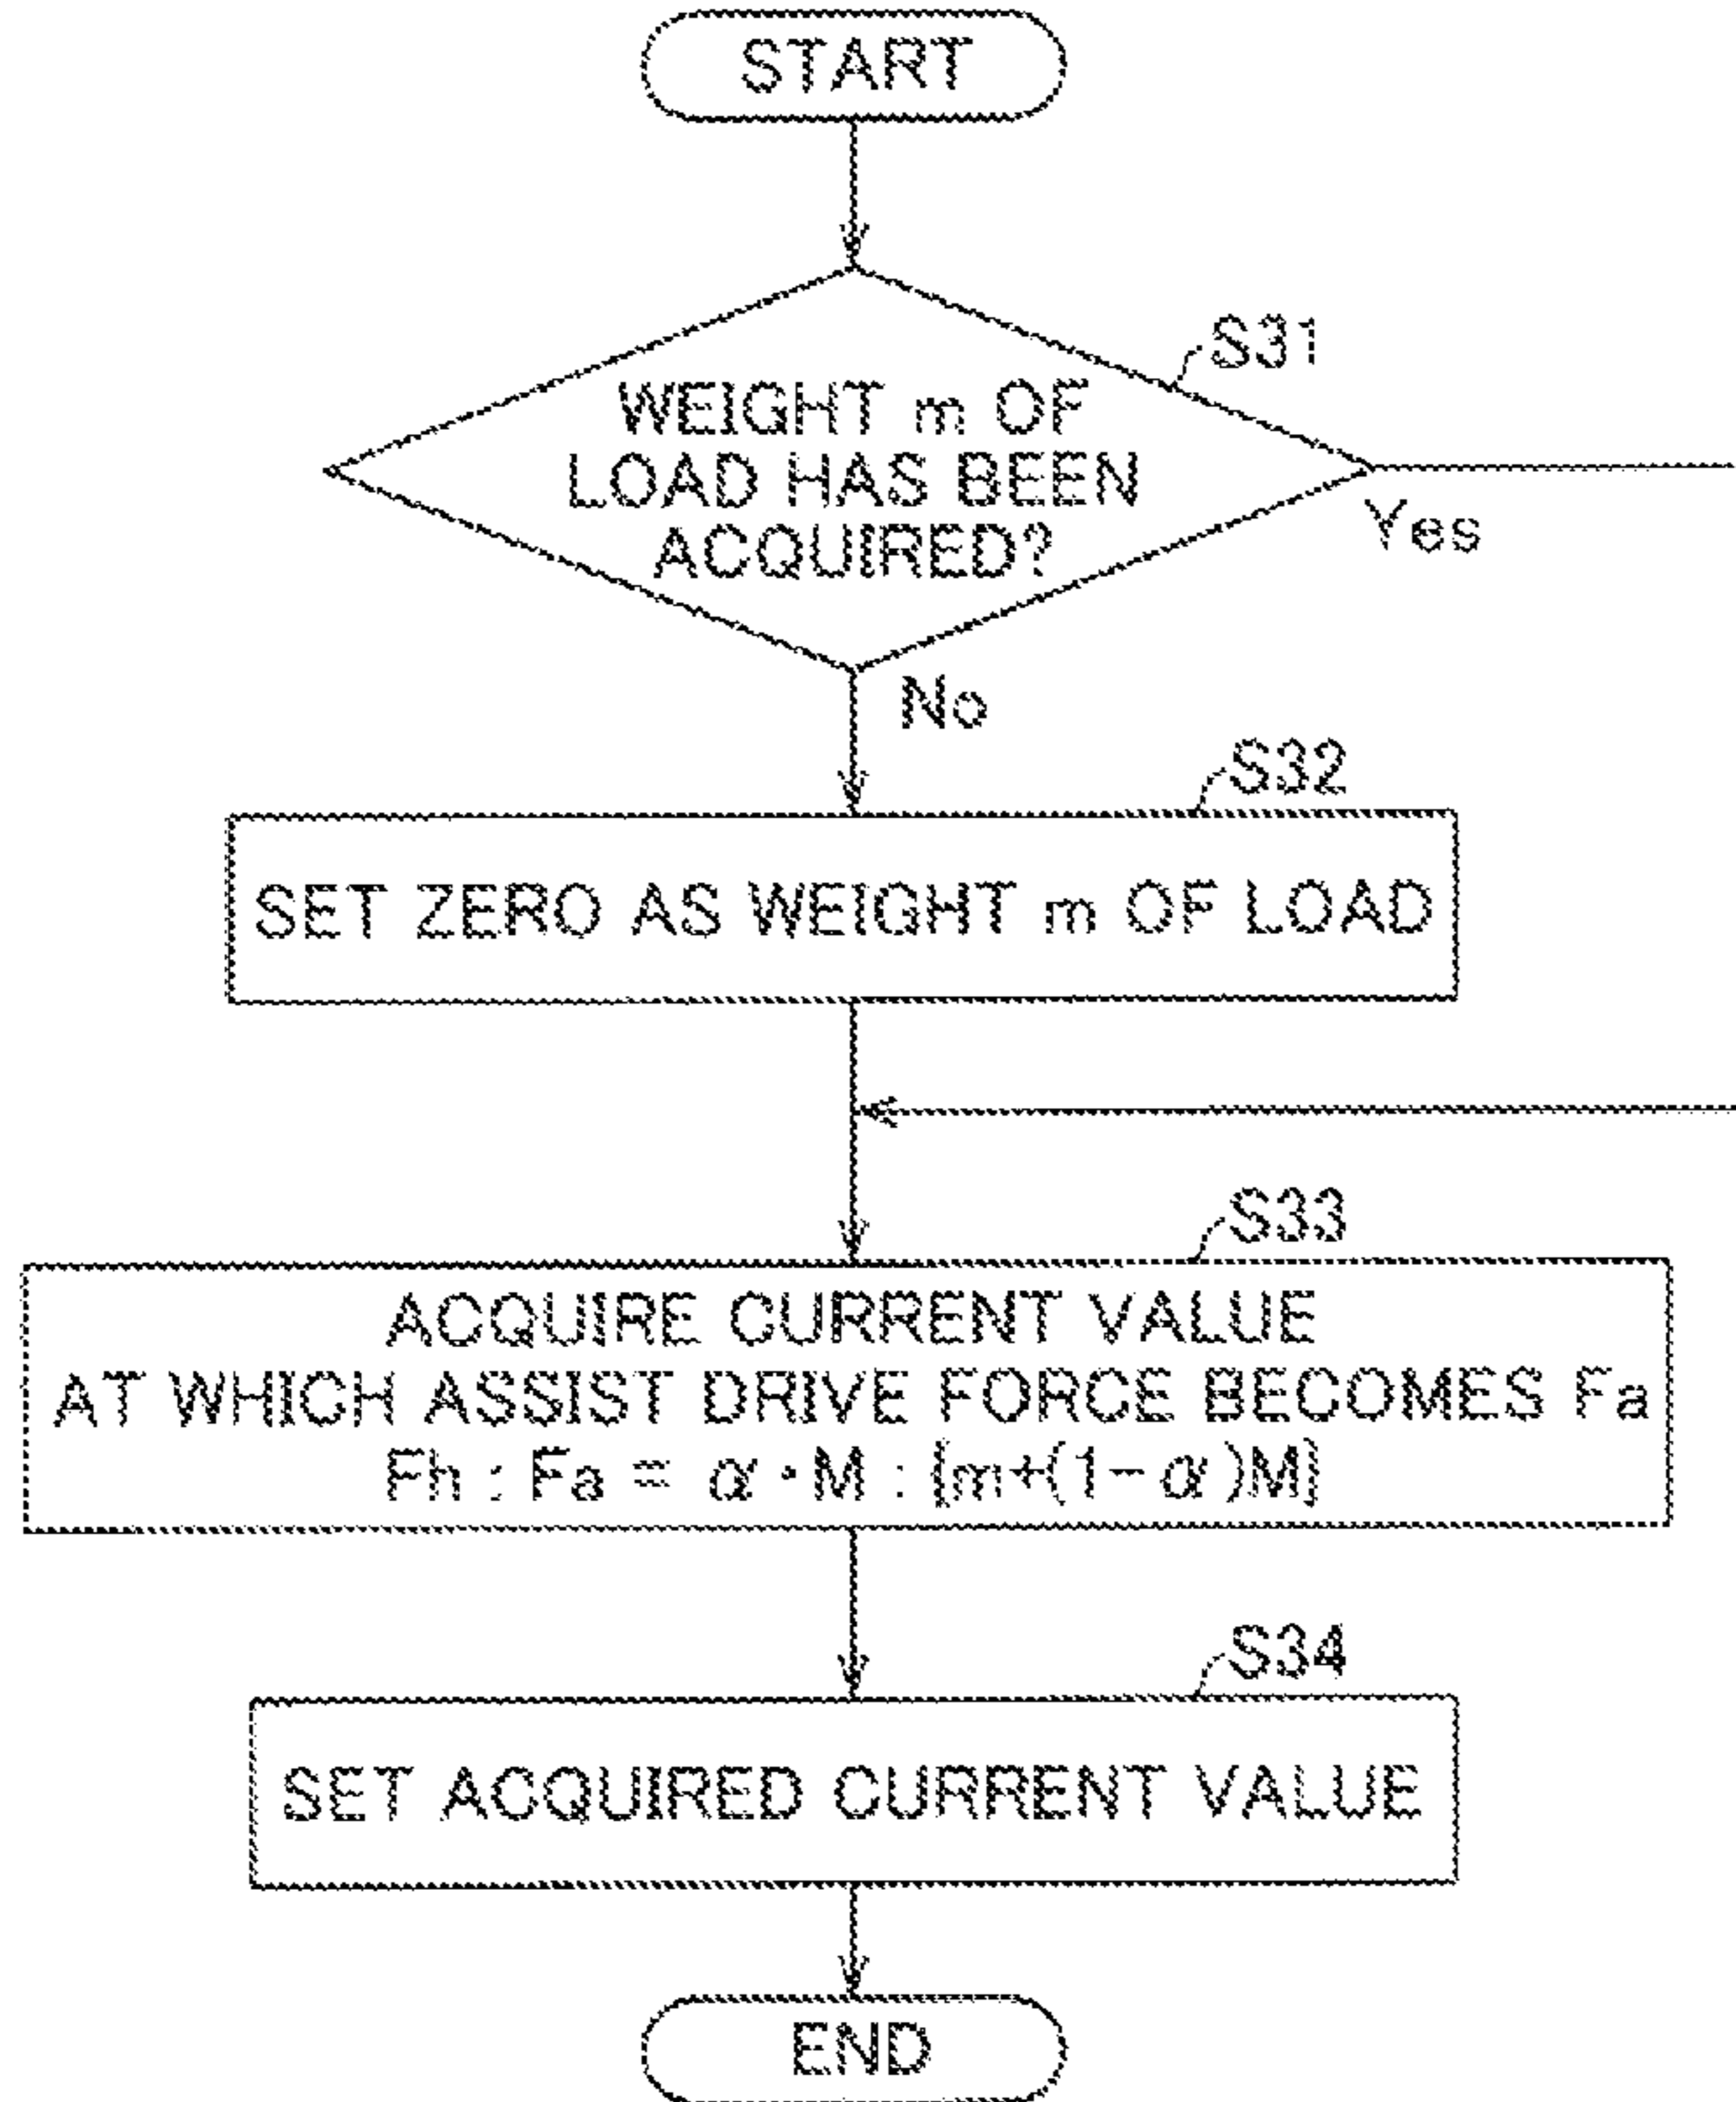 START
S31
WEIGHT m OF
LOAD HAS BEEN
ACQUIRED?
Yes
No
S32
SET ZERO AS WEIGHT m OF LOAD
S33
ACQUIRE CURRENT VALUE
AT WHICH ASSIST DRIVE FORCE BECOMES Fa
Fh : Fa = α・M : {m+(1-α)M}
S34
SET ACQUIRED CURRENT VALUE
END